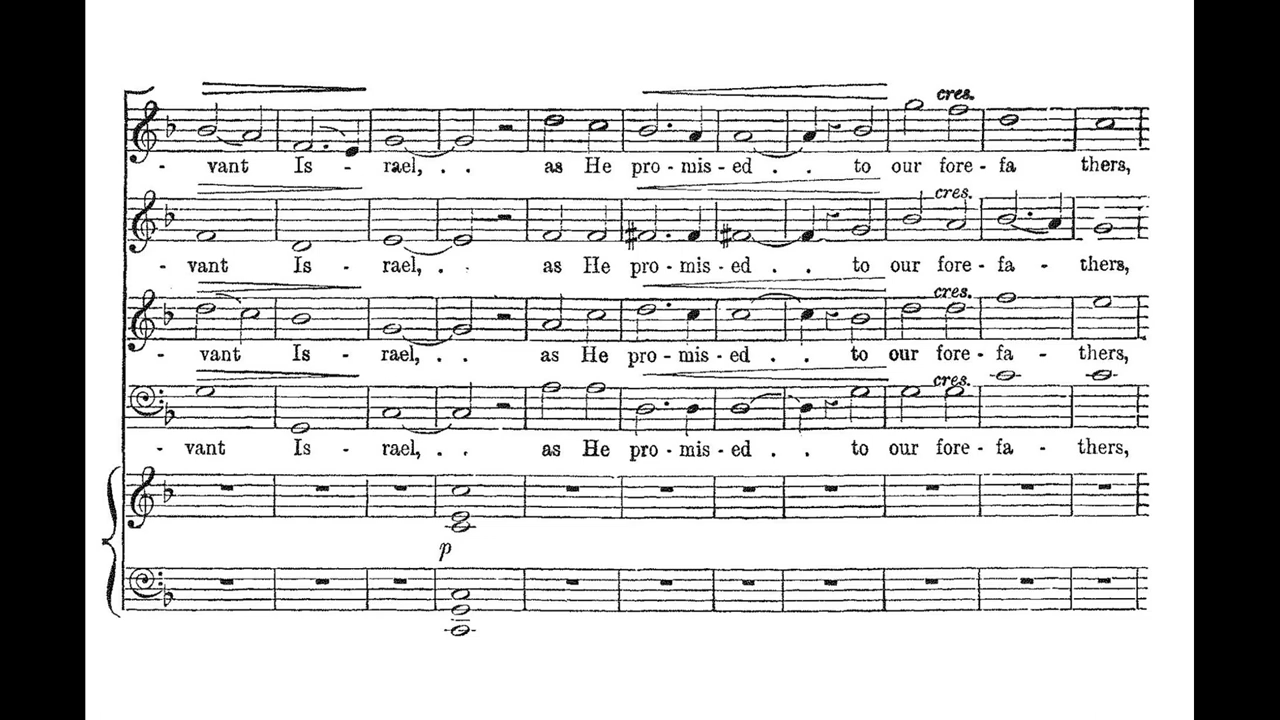 cres.
- vant Is - rael, . . as He pro - mis - ed . . to our fore - fa thers,
cres.
- vant Is - rael, . . as He pro - mis - ed . . to our fore - fa - thers,
cres.
- vant Is - rael, . . as He pro - mis - ed . . to our fore - fa - thers,
cres.
- vant Is - rael, . . as He pro - mis - ed . . to our fore - fa - thers,
p